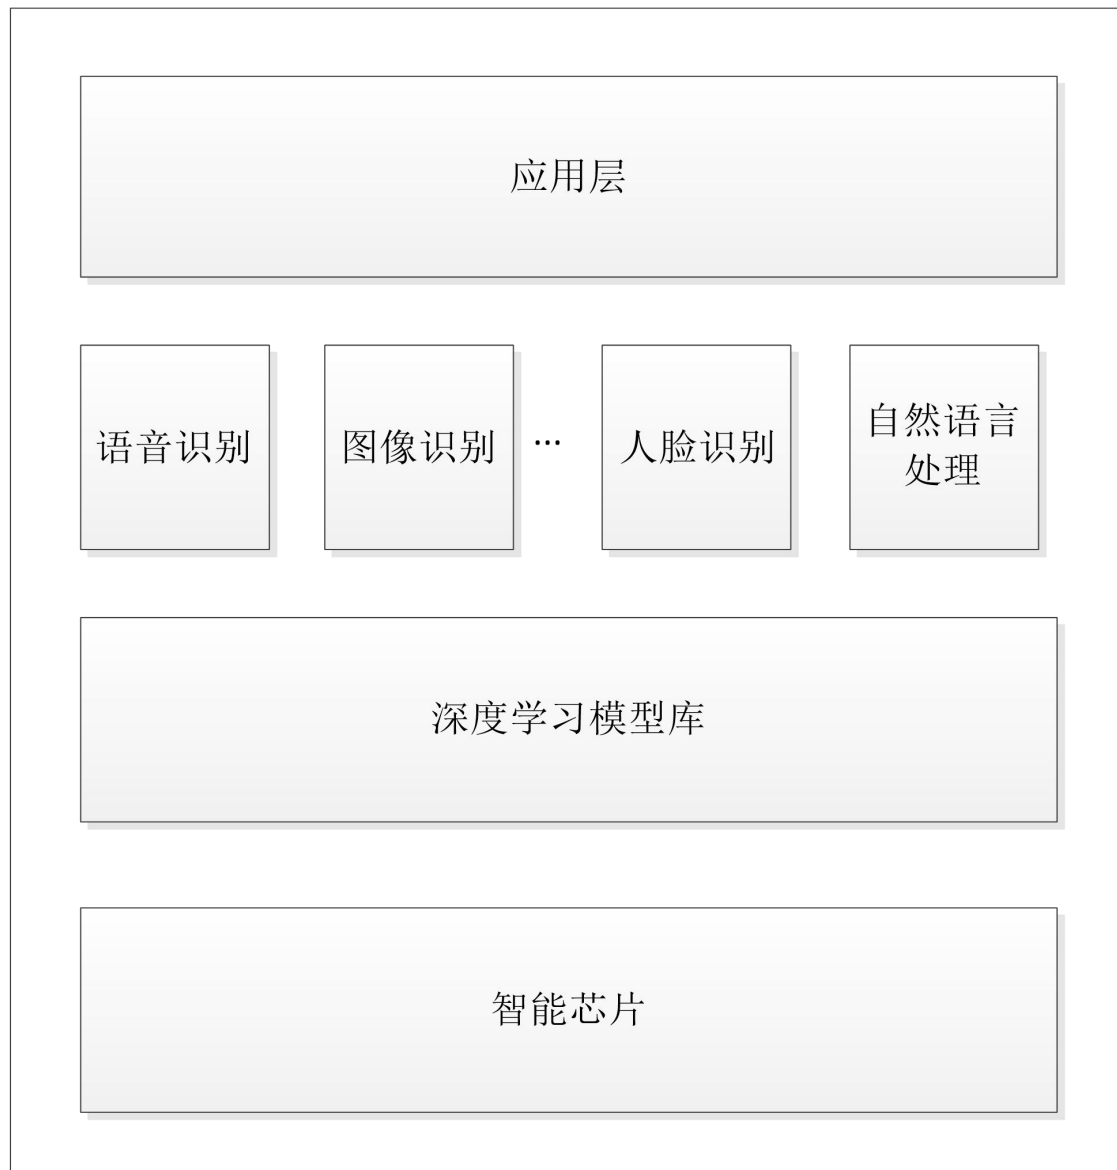 应用层
语音识别
图像识别
…
人脸识别
自然语言
处理
深度学习模型库
智能芯片